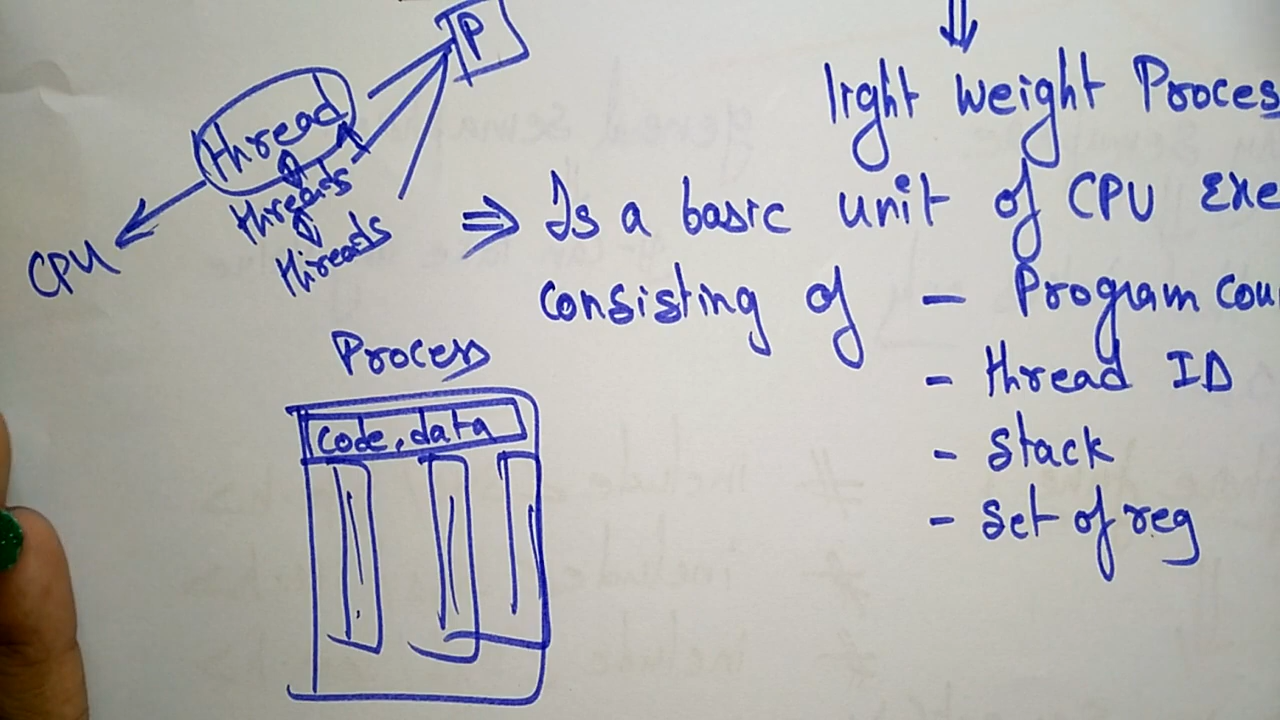 P
light weight Proces
thread
threads
threads
CPU
⇒ Is a basic unit of CPU Exe
consisting of - Program cou
- thread ID
- stack
- set of reg
Process
code, data